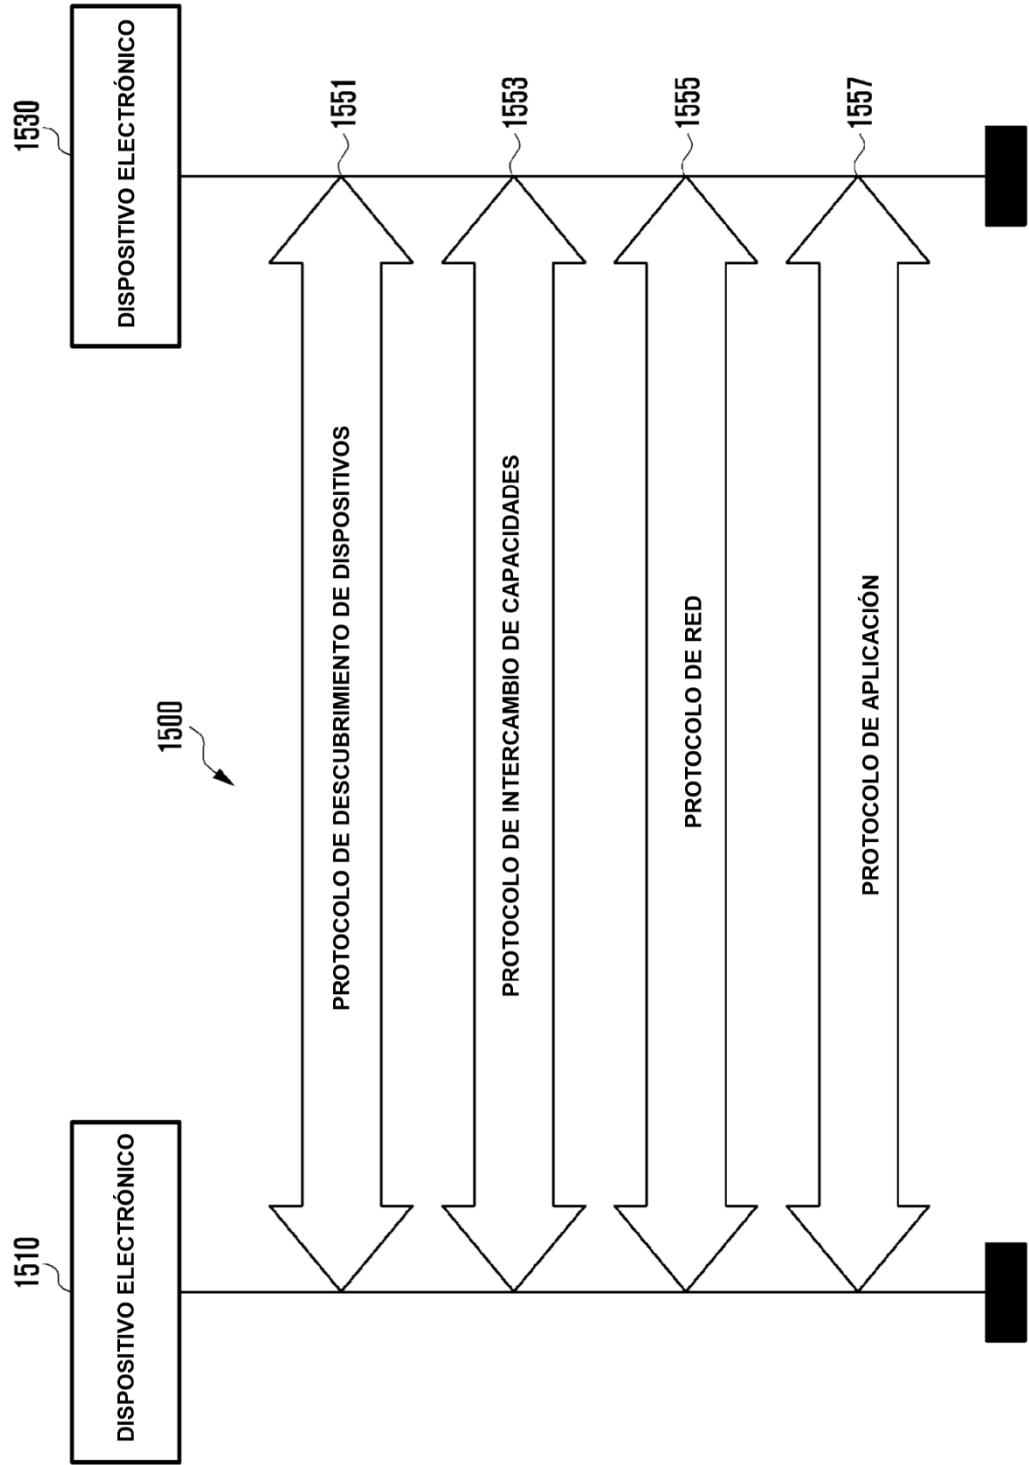 1510
1530
DISPOSITIVO ELECTRÓNICO
DISPOSITIVO ELECTRÓNICO
1500
1551
PROTOCOLO DE DESCUBRIMIENTO DE DISPOSITIVOS
1553
PROTOCOLO DE INTERCAMBIO DE CAPACIDADES
1555
PROTOCOLO DE RED
1557
PROTOCOLO DE APLICACIÓN